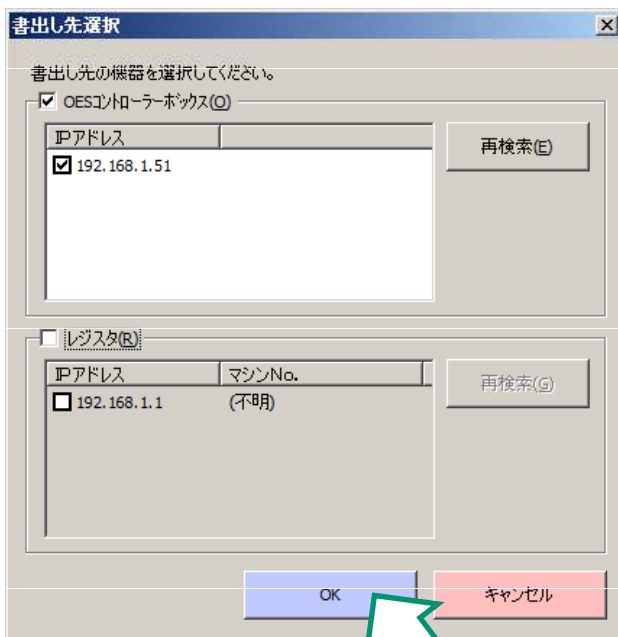 書出し先選択
書出し先の機器を選択してください。
OESコントローラーボックス(O)
IPアドレス
再検索(E)
192.168.1.51
レジスタ(R)
IPアドレス マシンNo.
再検索(G)
192.168.1.1 (不明)
OK キャンセル